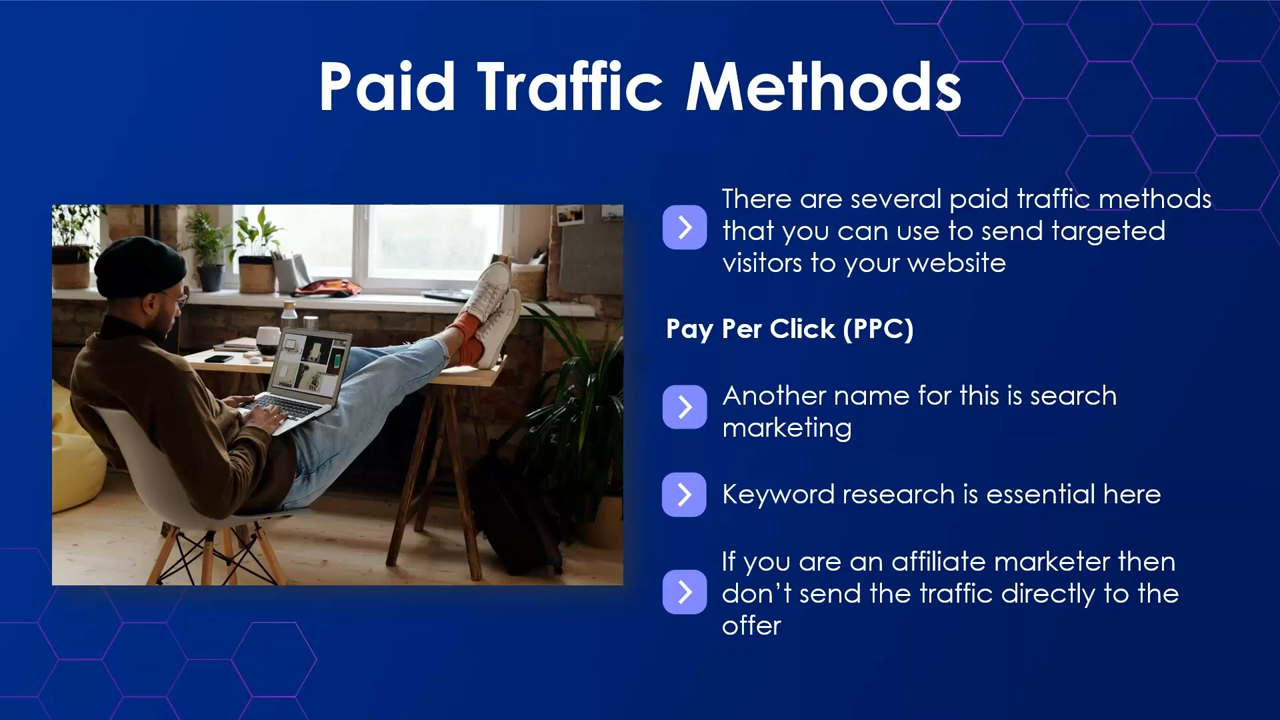 Paid Traffic Methods
There are several paid traffic methods
that you can use to send targeted
visitors to your website
Pay Per Click (PPC)
Another name for this is search
marketing
Keyword research is essential here
If you are an affiliate marketer then
don’t send the traffic directly to the
offer